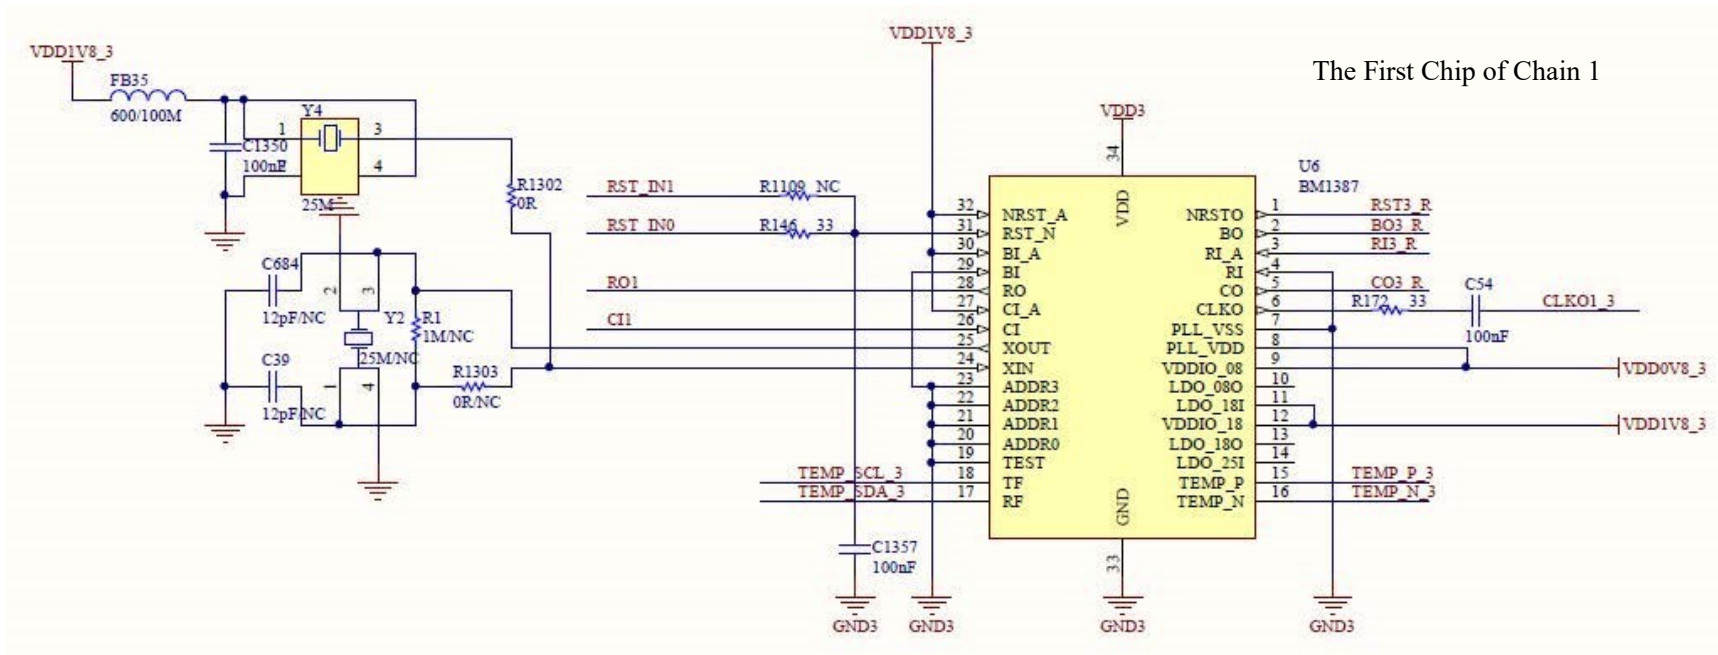 The First Chip of Chain 1
VDD1V8_3
FB35
600/100M
C1350
100nF
Y4
1
3
4
25M
R1302
0R
C684
12pF/NC
2
3
Y2
25M/NC
R1
1M/NC
C39
12pF/NC
1
4
R1303
0R/NC
RST_IN1
R1109 NC
RST_IN0
R146 33
RO1
CI1
TEMP_SCL_3
TEMP_SDA_3
C1357
100nF
GND3
VDD1V8_3
GND3
VDD3
34
U6
BM1387
VDD
32 NRST_A
31 RST_N
30 BI_A
29 BI
28 RO
27 CI_A
26 CI
25 XOUT
24 XIN
23 ADDR3
22 ADDR2
21 ADDR1
20 ADDR0
19 TEST
18 TF
17 RF
NRSTO 1 RST3_R
BO 2 BO3_R
RI_A 3 RI3_R
RI 4
CO 5 CO3_R
CLKO 6
PLL_VSS 7
PLL_VDD 8
VDDIO_08 9
LDO_08O 10
LDO_18I 11
VDDIO_18 12
LDO_18O 13
LDO_25I 14
TEMP_P 15 TEMP_P_3
TEMP_N 16 TEMP_N_3
GND
33
GND3
R172 33
C54
100nF
CLKO1_3
VDD0V8_3
VDD1V8_3
GND3